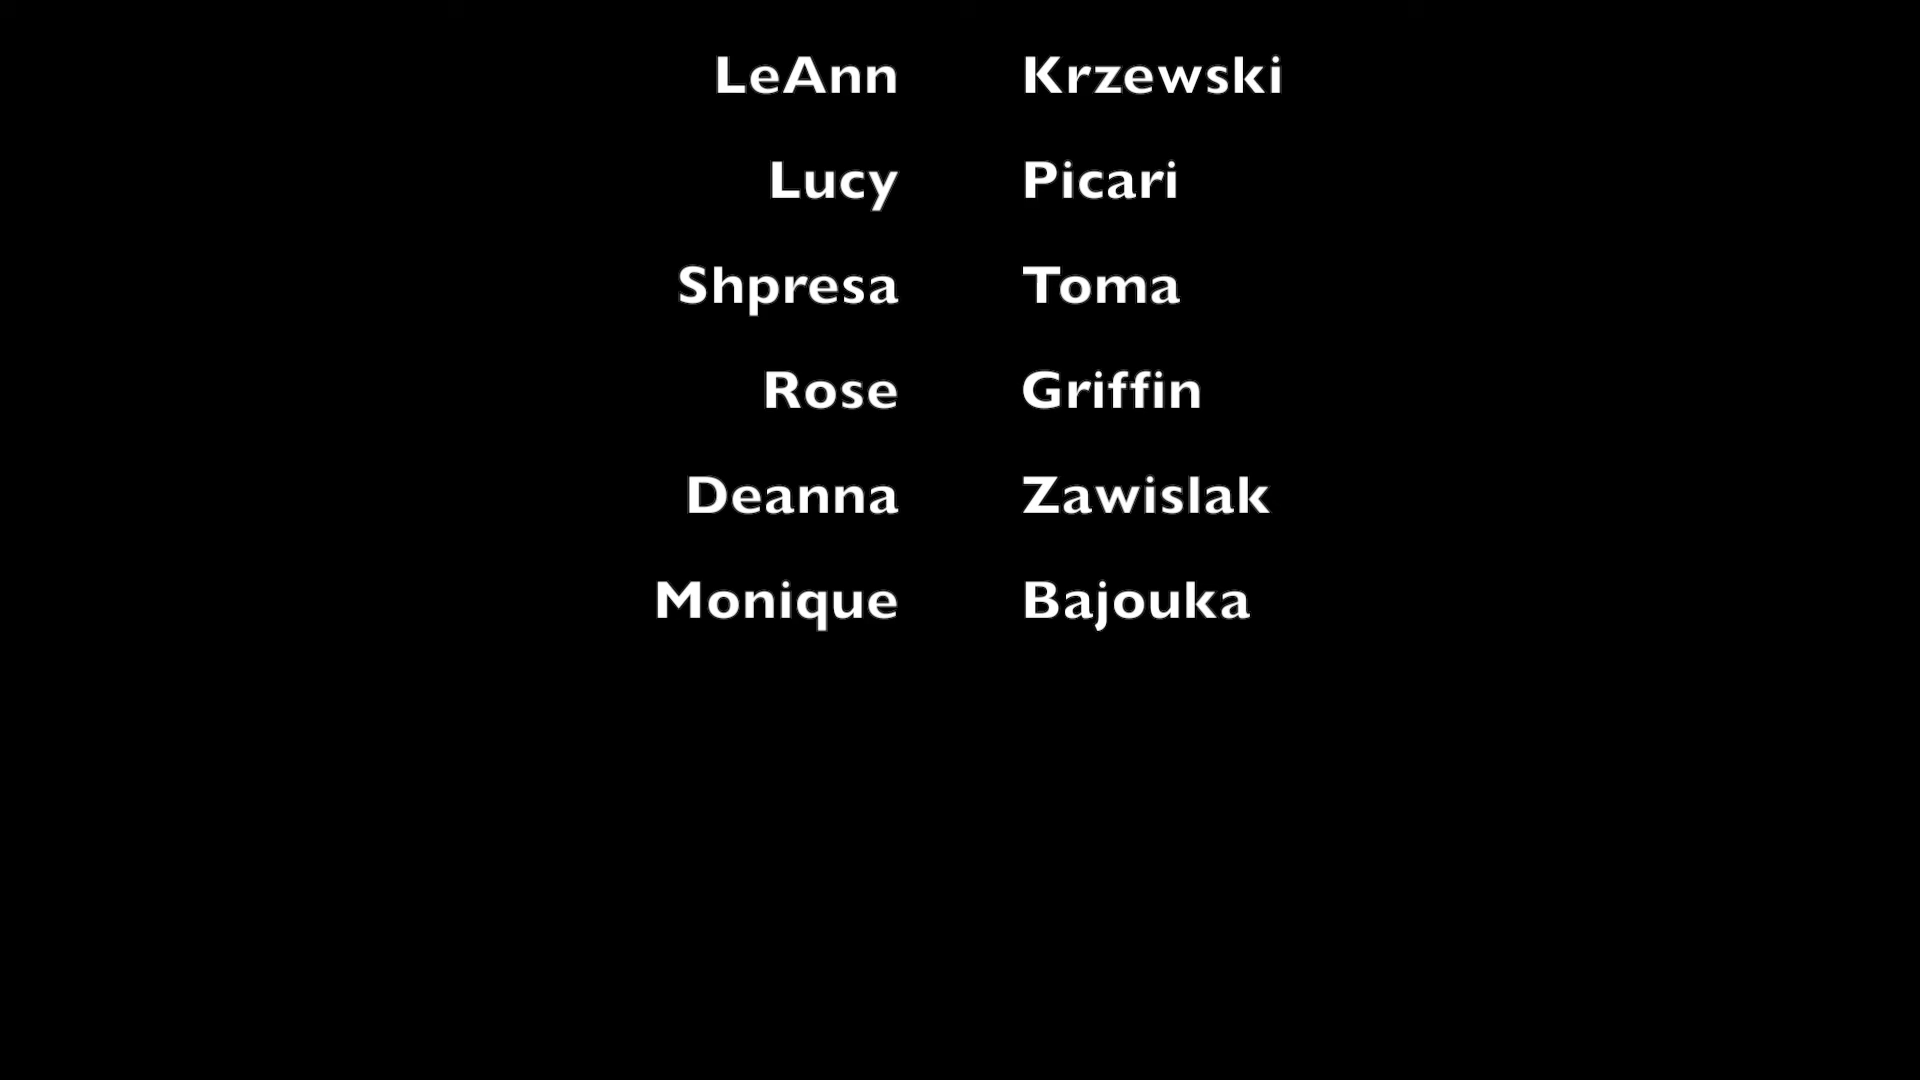 LeAnn Krzewski
Lucy Picari
Shpresa Toma
Rose Griffin
Deanna Zawislak
Monique Bajouka